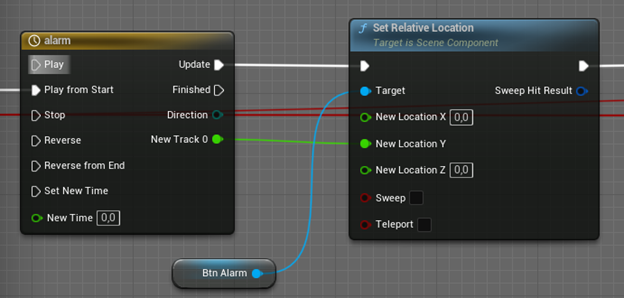 alarm
Play
Update
Play from Start
Finished
Stop
Direction
Reverse
New Track 0
Reverse from End
Set New Time
New Time 0,0
Btn Alarm
f Set Relative Location
Target is Scene Component
Target
Sweep Hit Result
New Location X 0,0
New Location Y
New Location Z 0,0
Sweep
Teleport